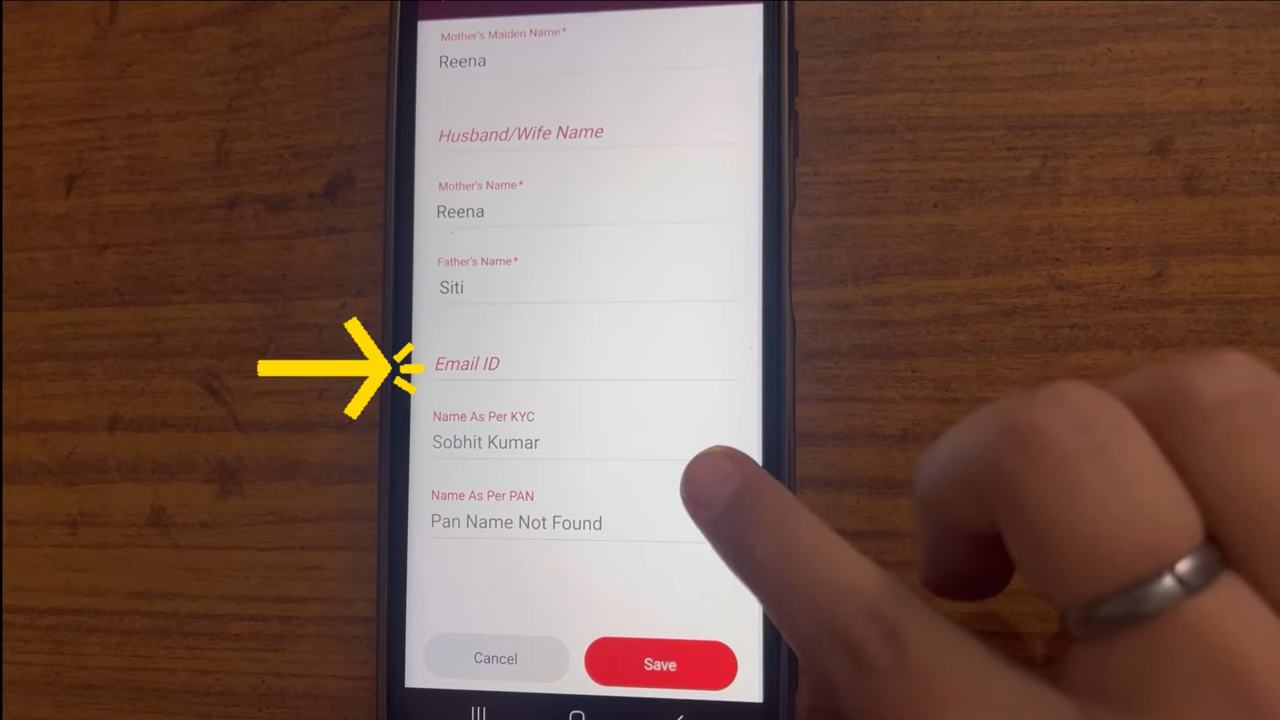 Mother's Maiden Name*
Reena
Husband/Wife Name
Mother's Name*
Reena
Father's Name*
Siti
Email ID
Name As Per KYC
Sobhit Kumar
Name As Per PAN
Pan Name Not Found
Cancel
Save